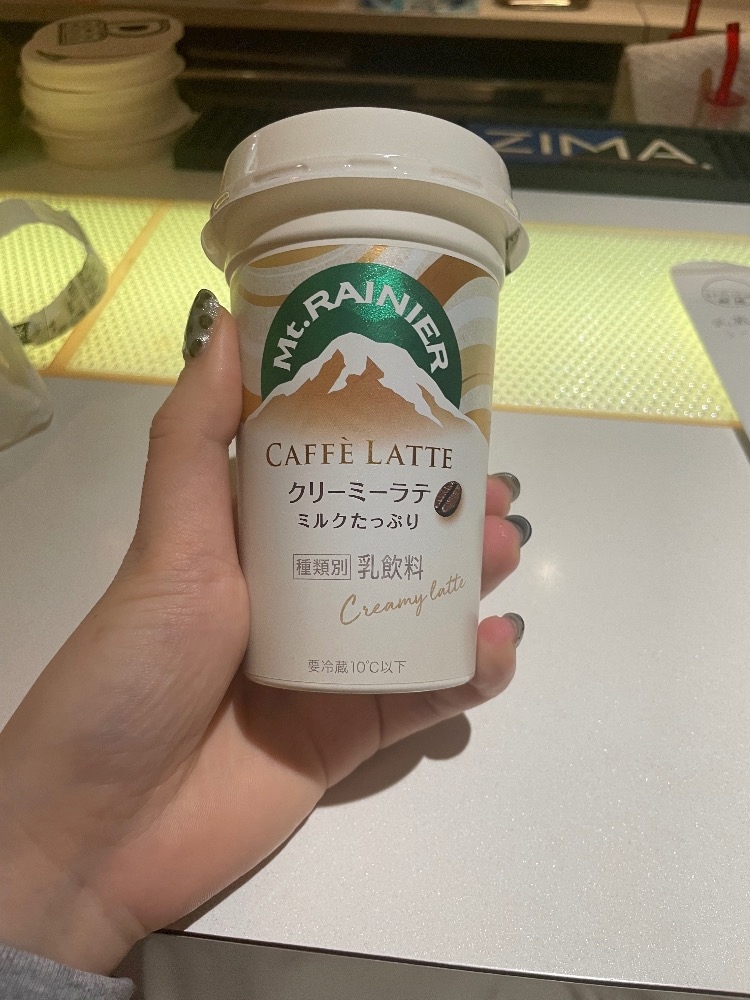 ZIMA.
Mt. RAINIER
CAFFÈ LATTE
クリーミーラテ
ミルクたっぷり
種類別 乳飲料
Creamy latte
要冷蔵10℃以下